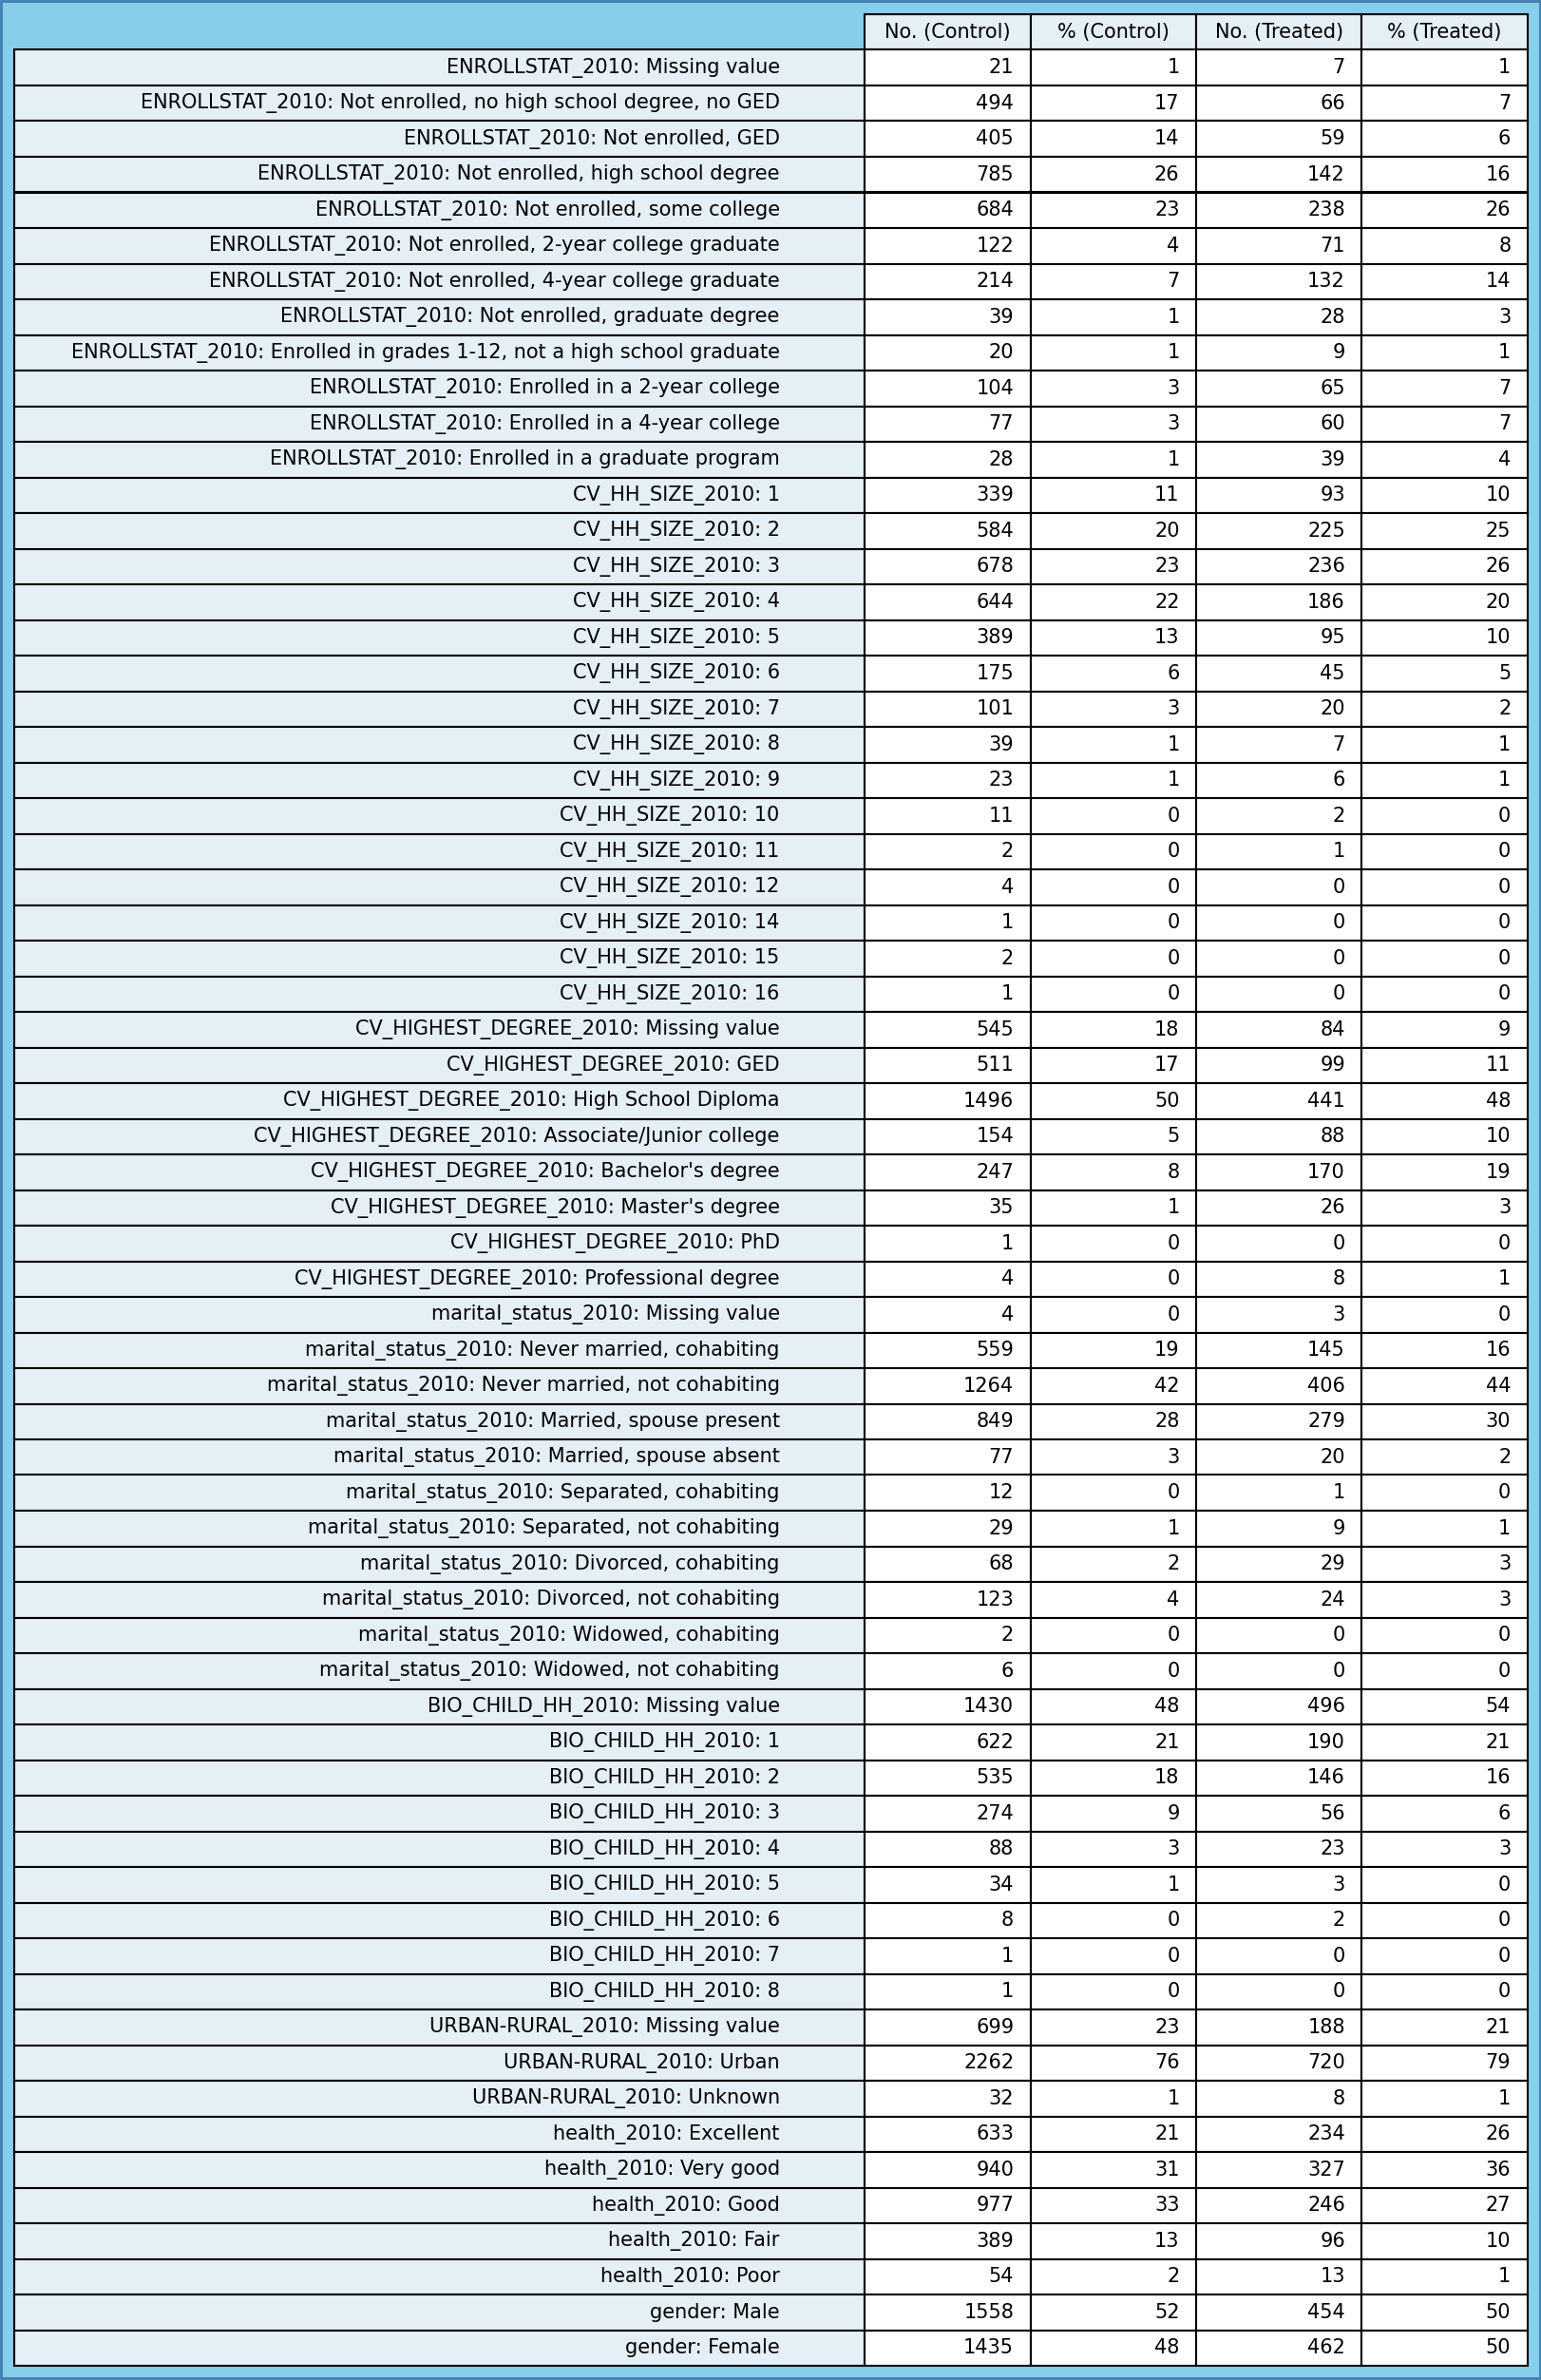 No. (Control) % (Control) No. (Treated) % (Treated)
ENROLLSTAT_2010: Missing value 21 1 7 1
ENROLLSTAT_2010: Not enrolled, no high school degree, no GED 494 17 66 7
ENROLLSTAT_2010: Not enrolled, GED 405 14 59 6
ENROLLSTAT_2010: Not enrolled, high school degree 785 26 142 16
ENROLLSTAT_2010: Not enrolled, some college 684 23 238 26
ENROLLSTAT_2010: Not enrolled, 2-year college graduate 122 4 71 8
ENROLLSTAT_2010: Not enrolled, 4-year college graduate 214 7 132 14
ENROLLSTAT_2010: Not enrolled, graduate degree 39 1 28 3
ENROLLSTAT_2010: Enrolled in grades 1-12, not a high school graduate 20 1 9 1
ENROLLSTAT_2010: Enrolled in a 2-year college 104 3 65 7
ENROLLSTAT_2010: Enrolled in a 4-year college 77 3 60 7
ENROLLSTAT_2010: Enrolled in a graduate program 28 1 39 4
CV_HH_SIZE_2010: 1 339 11 93 10
CV_HH_SIZE_2010: 2 584 20 225 25
CV_HH_SIZE_2010: 3 678 23 236 26
CV_HH_SIZE_2010: 4 644 22 186 20
CV_HH_SIZE_2010: 5 389 13 95 10
CV_HH_SIZE_2010: 6 175 6 45 5
CV_HH_SIZE_2010: 7 101 3 20 2
CV_HH_SIZE_2010: 8 39 1 7 1
CV_HH_SIZE_2010: 9 23 1 6 1
CV_HH_SIZE_2010: 10 11 0 2 0
CV_HH_SIZE_2010: 11 2 0 1 0
CV_HH_SIZE_2010: 12 4 0 0 0
CV_HH_SIZE_2010: 14 1 0 0 0
CV_HH_SIZE_2010: 15 2 0 0 0
CV_HH_SIZE_2010: 16 1 0 0 0
CV_HIGHEST_DEGREE_2010: Missing value 545 18 84 9
CV_HIGHEST_DEGREE_2010: GED 511 17 99 11
CV_HIGHEST_DEGREE_2010: High School Diploma 1496 50 441 48
CV_HIGHEST_DEGREE_2010: Associate/Junior college 154 5 88 10
CV_HIGHEST_DEGREE_2010: Bachelor's degree 247 8 170 19
CV_HIGHEST_DEGREE_2010: Master's degree 35 1 26 3
CV_HIGHEST_DEGREE_2010: PhD 1 0 0 0
CV_HIGHEST_DEGREE_2010: Professional degree 4 0 8 1
marital_status_2010: Missing value 4 0 3 0
marital_status_2010: Never married, cohabiting 559 19 145 16
marital_status_2010: Never married, not cohabiting 1264 42 406 44
marital_status_2010: Married, spouse present 849 28 279 30
marital_status_2010: Married, spouse absent 77 3 20 2
marital_status_2010: Separated, cohabiting 12 0 1 0
marital_status_2010: Separated, not cohabiting 29 1 9 1
marital_status_2010: Divorced, cohabiting 68 2 29 3
marital_status_2010: Divorced, not cohabiting 123 4 24 3
marital_status_2010: Widowed, cohabiting 2 0 0 0
marital_status_2010: Widowed, not cohabiting 6 0 0 0
BIO_CHILD_HH_2010: Missing value 1430 48 496 54
BIO_CHILD_HH_2010: 1 622 21 190 21
BIO_CHILD_HH_2010: 2 535 18 146 16
BIO_CHILD_HH_2010: 3 274 9 56 6
BIO_CHILD_HH_2010: 4 88 3 23 3
BIO_CHILD_HH_2010: 5 34 1 3 0
BIO_CHILD_HH_2010: 6 8 0 2 0
BIO_CHILD_HH_2010: 7 1 0 0 0
BIO_CHILD_HH_2010: 8 1 0 0 0
URBAN-RURAL_2010: Missing value 699 23 188 21
URBAN-RURAL_2010: Urban 2262 76 720 79
URBAN-RURAL_2010: Unknown 32 1 8 1
health_2010: Excellent 633 21 234 26
health_2010: Very good 940 31 327 36
health_2010: Good 977 33 246 27
health_2010: Fair 389 13 96 10
health_2010: Poor 54 2 13 1
gender: Male 1558 52 454 50
gender: Female 1435 48 462 50